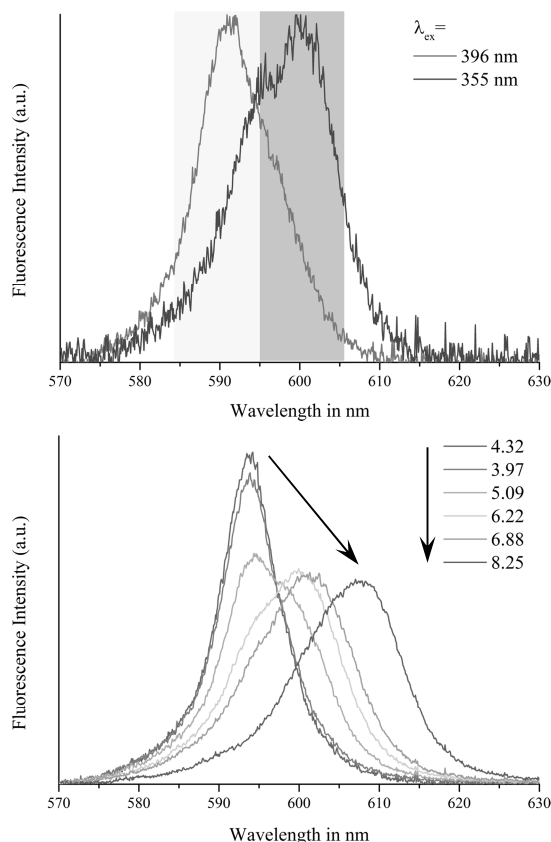 λex=
396 nm
355 nm
Fluorescence Intensity (a.u.)
570 580 590 600 610 620 630
Wavelength in nm
4.32
3.97
5.09
6.22
6.88
8.25
Fluorescence Intensity (a.u.)
570 580 590 600 610 620 630
Wavelength in nm